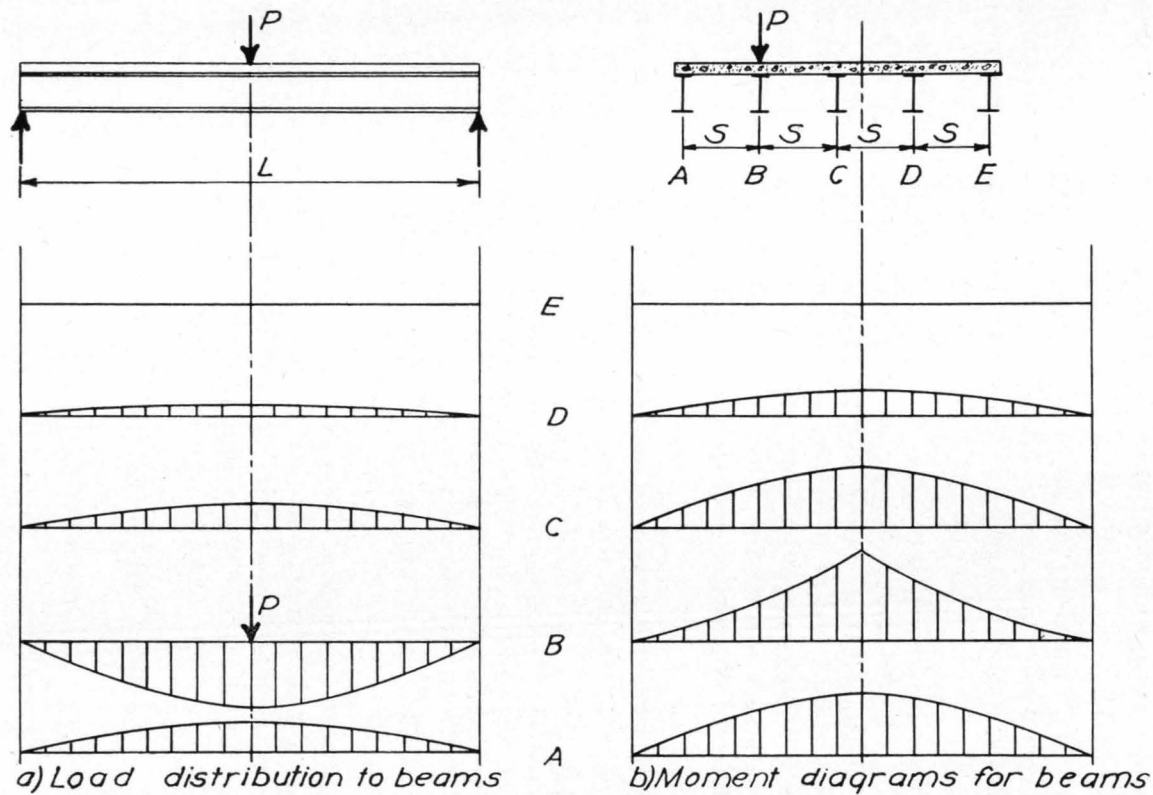 P
P
L
S S S S
A B C D E
E
D
C
P
B
A
a) Load distribution to beams
b) Moment diagrams for beams